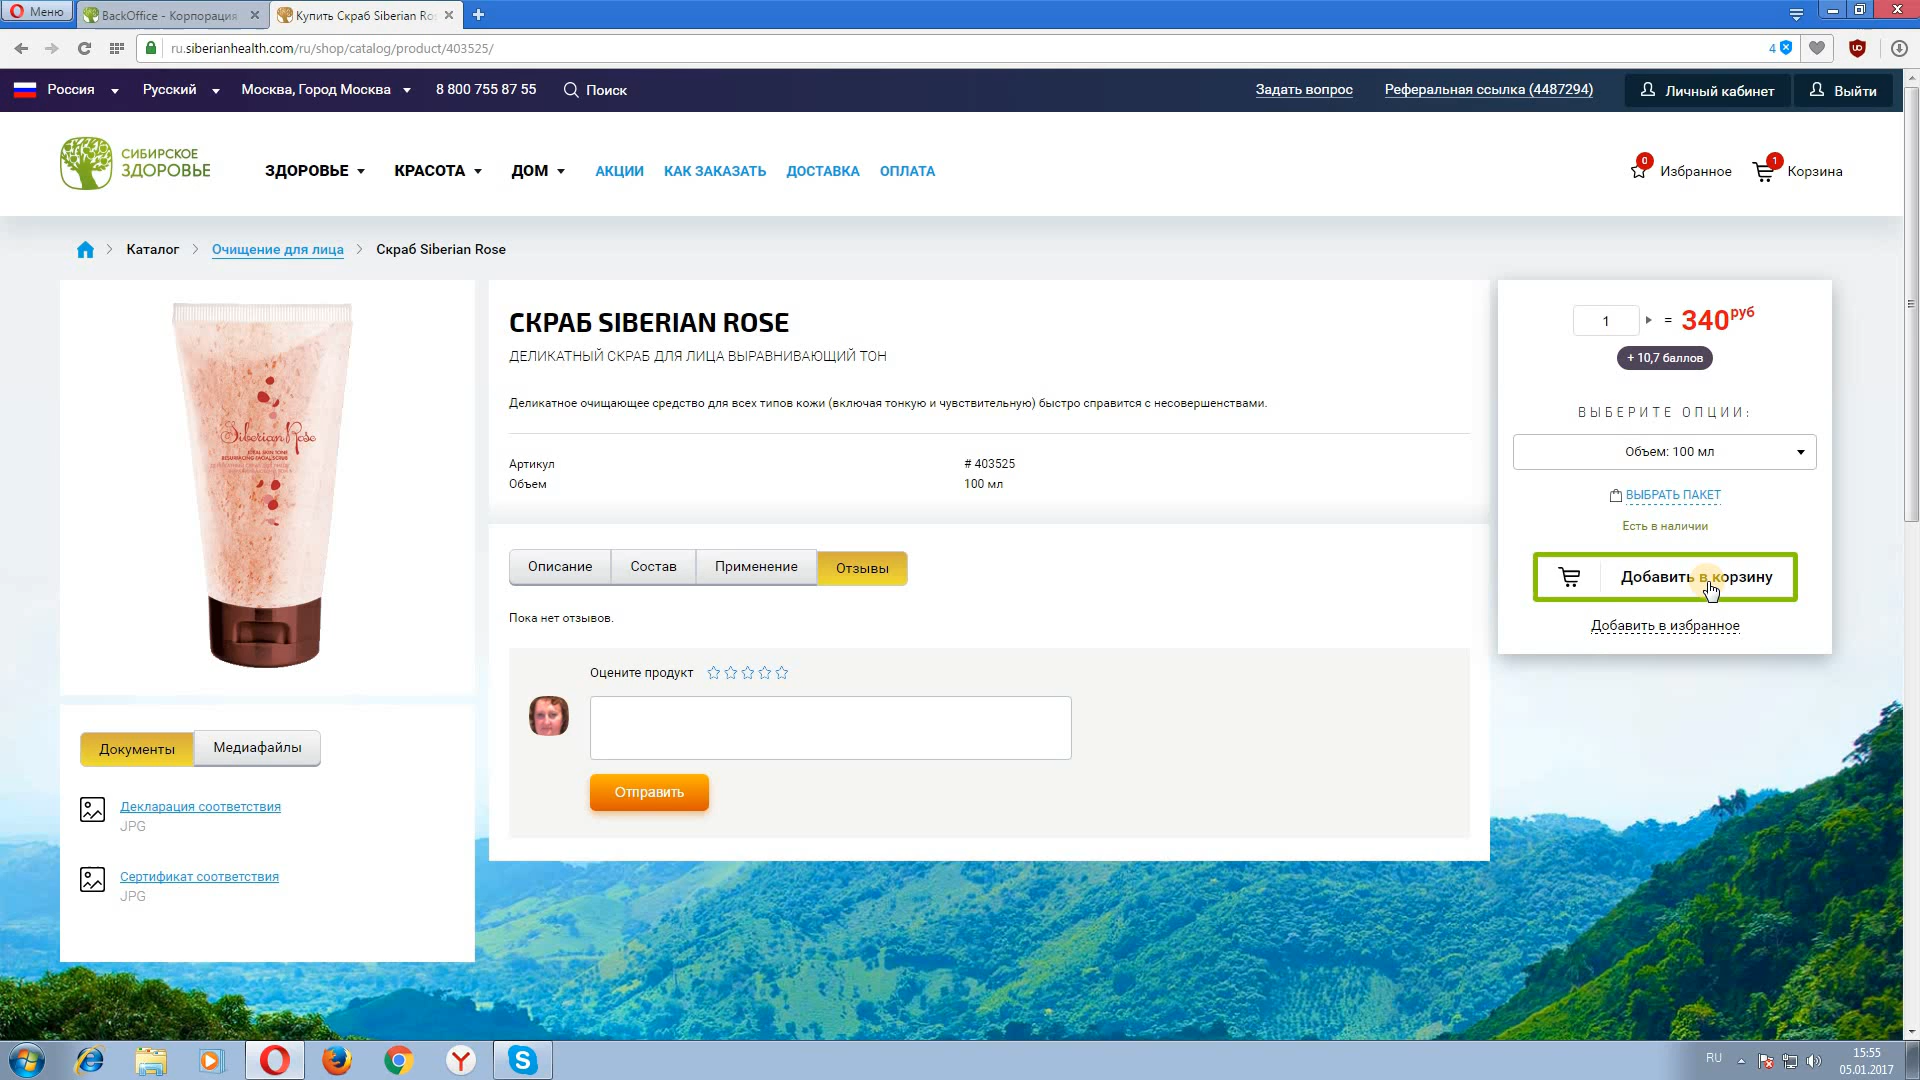 Меню
BackOffice - Корпорация
Купить Скраб Siberian Ro
ru.siberianhealth.com/ru/shop/catalog/product/403525/
4
Россия
Русский
Москва, Город Москва
8 800 755 87 55
Поиск
Задать вопрос
Реферальная ссылка (4487294)
Личный кабинет
Выйти
СИБИРСКОЕ
ЗДОРОВЬЕ
ЗДОРОВЬЕ
КРАСОТА
ДОМ
АКЦИИ
КАК ЗАКАЗАТЬ
ДОСТАВКА
ОПЛАТА
0
Избранное
1
Корзина
Каталог
Очищение для лица
Скраб Siberian Rose
СКРАБ SIBERIAN ROSE
ДЕЛИКАТНЫЙ СКРАБ ДЛЯ ЛИЦА ВЫРАВНИВАЮЩИЙ ТОН
Деликатное очищающее средство для всех типов кожи (включая тонкую и чувствительную) быстро справится с несовершенствами.
Артикул # 403525
Объем 100 мл
1 = 340 руб
+ 10,7 баллов
ВЫБЕРИТЕ ОПЦИИ:
Объем: 100 мл
ВЫБРАТЬ ПАКЕТ
Есть в наличии
Добавить в корзину
Добавить в избранное
Siberian Rose
Описание
Состав
Применение
Отзывы
Пока нет отзывов.
Оцените продукт
Отправить
Документы
Медиафайлы
Декларация соответствия
JPG
Сертификат соответствия
JPG
RU
15:55
05.01.2017